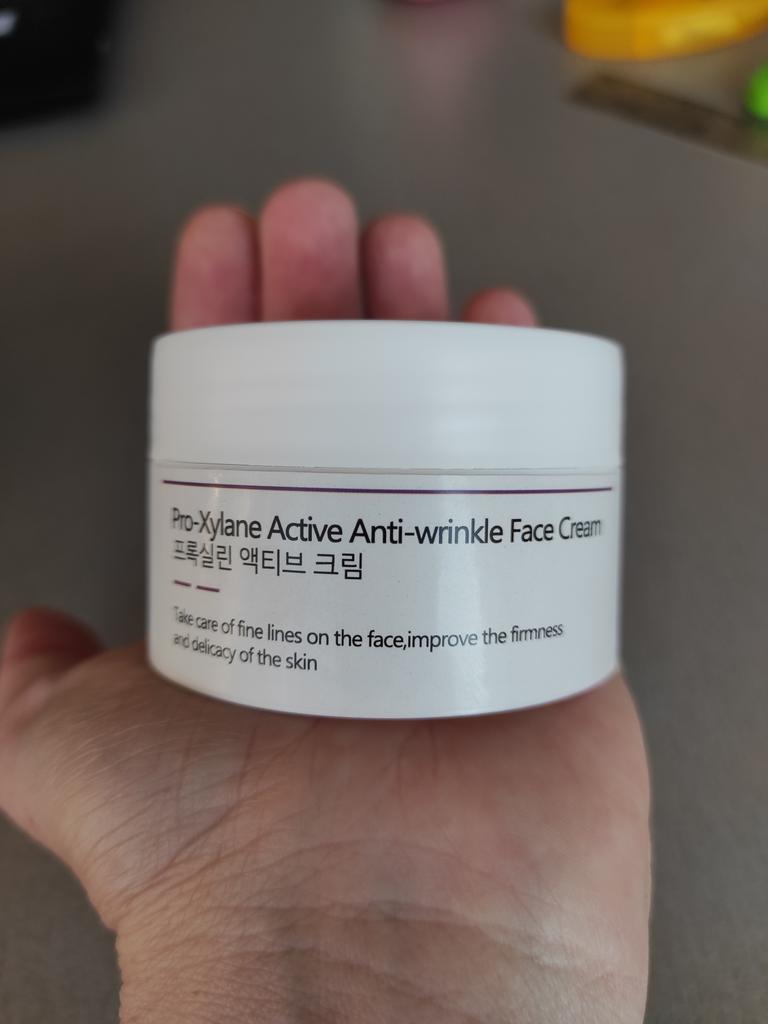 Pro-Xylane Active Anti-wrinkle Face Cream
프록실린 액티브 크림
Take care of fine lines on the face,improve the firmness
and delicacy of the skin